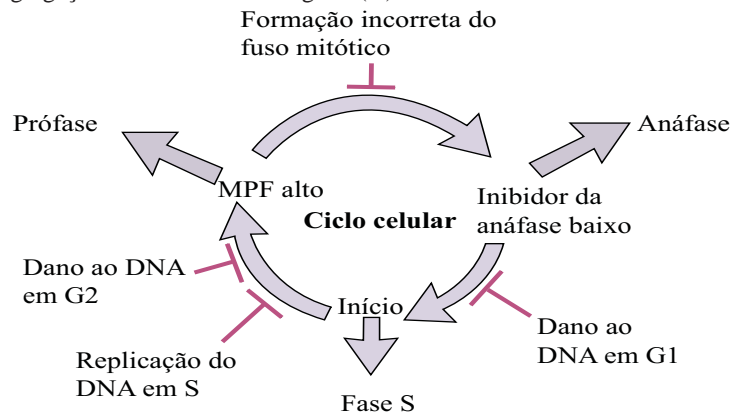 Formação incorreta do
fuso mitótico
Prófase
Anáfase
MPF alto
Inibidor da
anáfase baixo
Ciclo celular
Dano ao DNA
em G2
Início
Dano ao
DNA em G1
Replicação do
DNA em S
Fase S